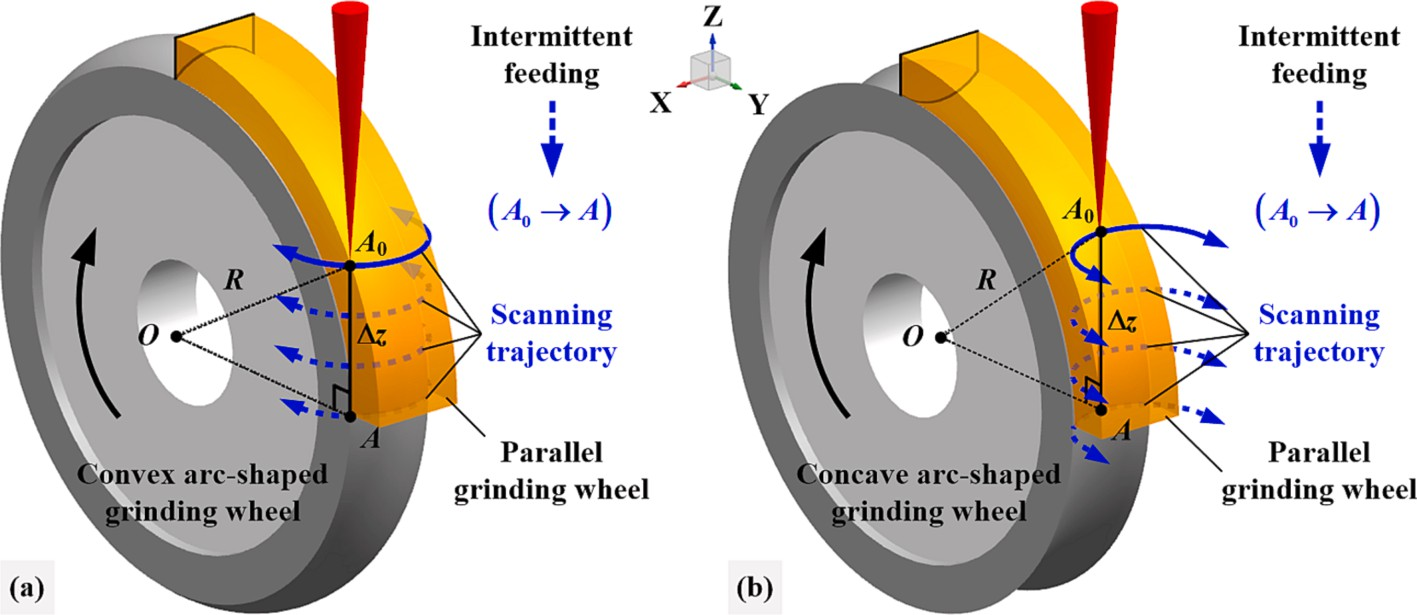 (a)
Intermittent
feeding
(A₀ → A)
A₀
R
O
Δz
Scanning
trajectory
A
Convex arc-shaped
grinding wheel
Parallel
grinding wheel
Z
X
Y
(b)
Intermittent
feeding
(A₀ → A)
A₀
R
O
Δz
Scanning
trajectory
A
Concave arc-shaped
grinding wheel
Parallel
grinding wheel